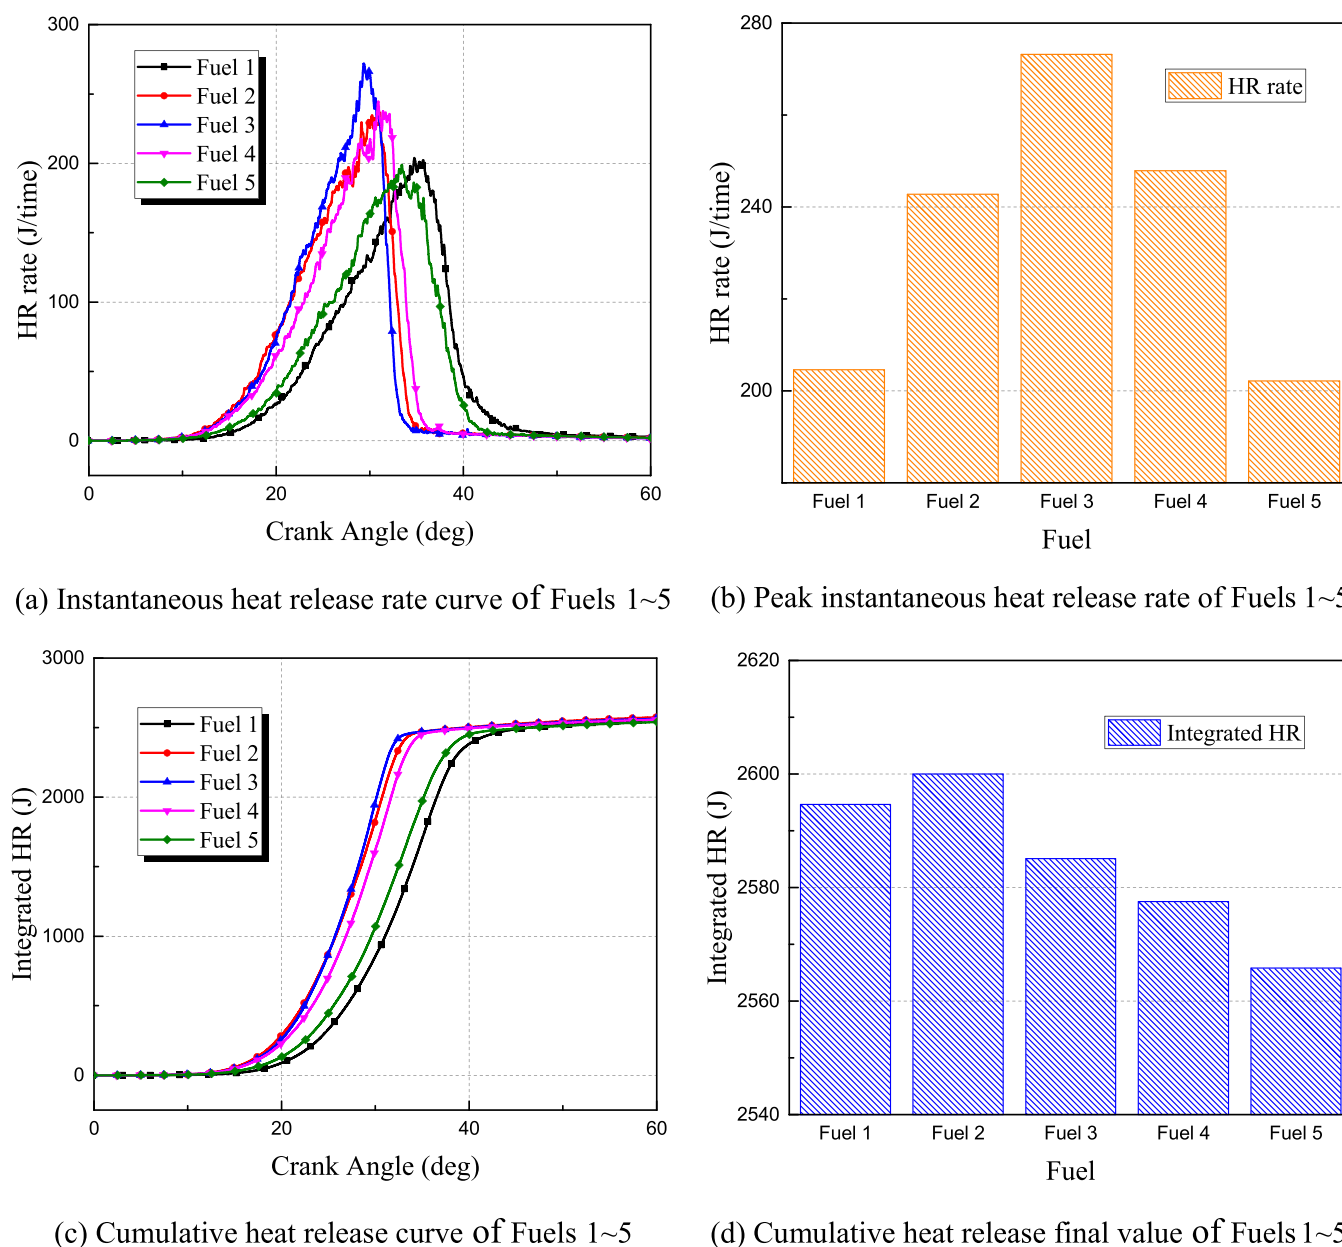 300
200
100
0
HR rate (J/time)
Fuel 1
Fuel 2
Fuel 3
Fuel 4
Fuel 5
0 20 40 60
Crank Angle (deg)
(a) Instantaneous heat release rate curve of Fuels 1~5
280
240
200
HR rate (J/time)
HR rate
Fuel 1 Fuel 2 Fuel 3 Fuel 4 Fuel 5
Fuel
(b) Peak instantaneous heat release rate of Fuels 1~5
3000
2000
1000
0
Integrated HR (J)
Fuel 1
Fuel 2
Fuel 3
Fuel 4
Fuel 5
0 20 40 60
Crank Angle (deg)
(c) Cumulative heat release curve of Fuels 1~5
2620
2600
2580
2560
2540
Integrated HR (J)
Integrated HR
Fuel 1 Fuel 2 Fuel 3 Fuel 4 Fuel 5
Fuel
(d) Cumulative heat release final value of Fuels 1~5